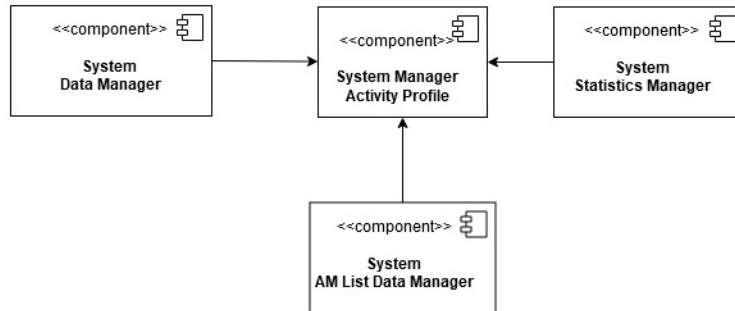 <<component>>
System
Data Manager
<<component>>
System Manager
Activity Profile
<<component>>
System
Statistics Manager
<<component>>
System
AM List Data Manager